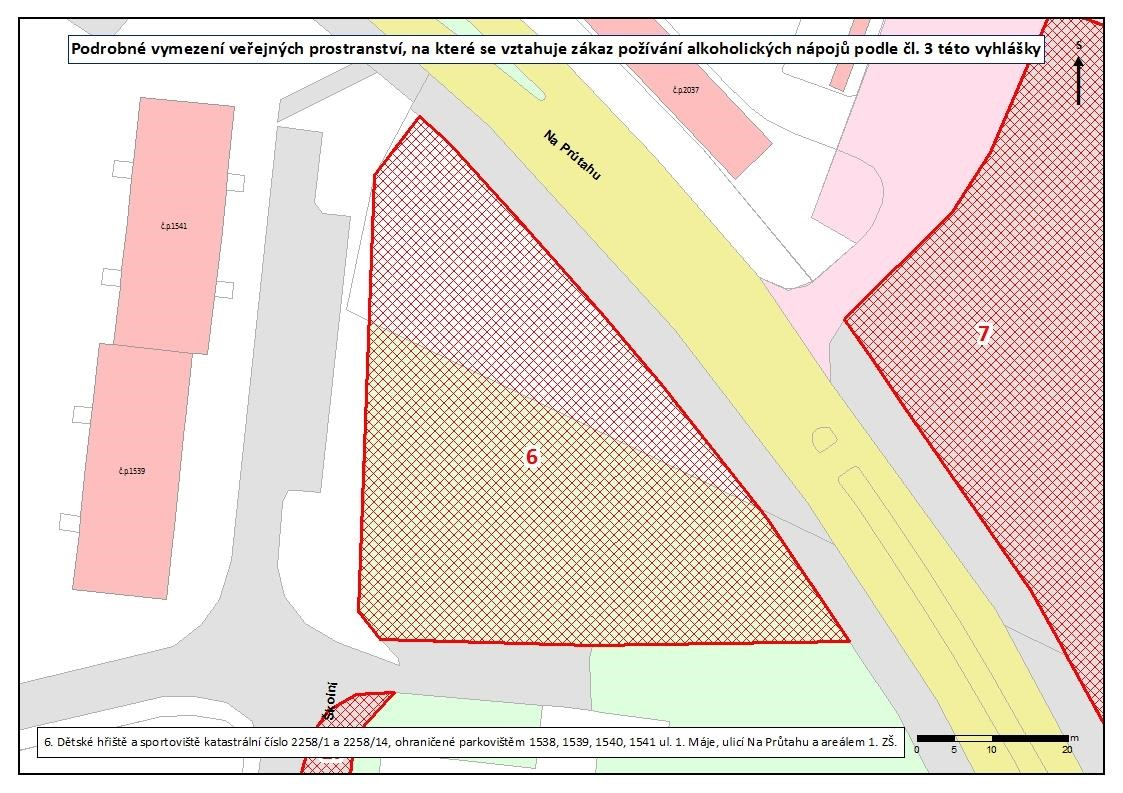 Podrobné vymezení veřejných prostranství, na které se vztahuje zákaz požívání alkoholických nápojů podle čl. 3 této vyhlášky
S
č.p.2037
Na Průtahu
č.p.1541
7
6
č.p.1539
Školní
6. Dětské hřiště a sportoviště katastrální číslo 2258/1 a 2258/14, ohraničené parkovištěm 1538, 1539, 1540, 1541 ul. 1. Máje, ulicí Na Průtahu a areálem 1. ZŠ.
m
0 5 10 20